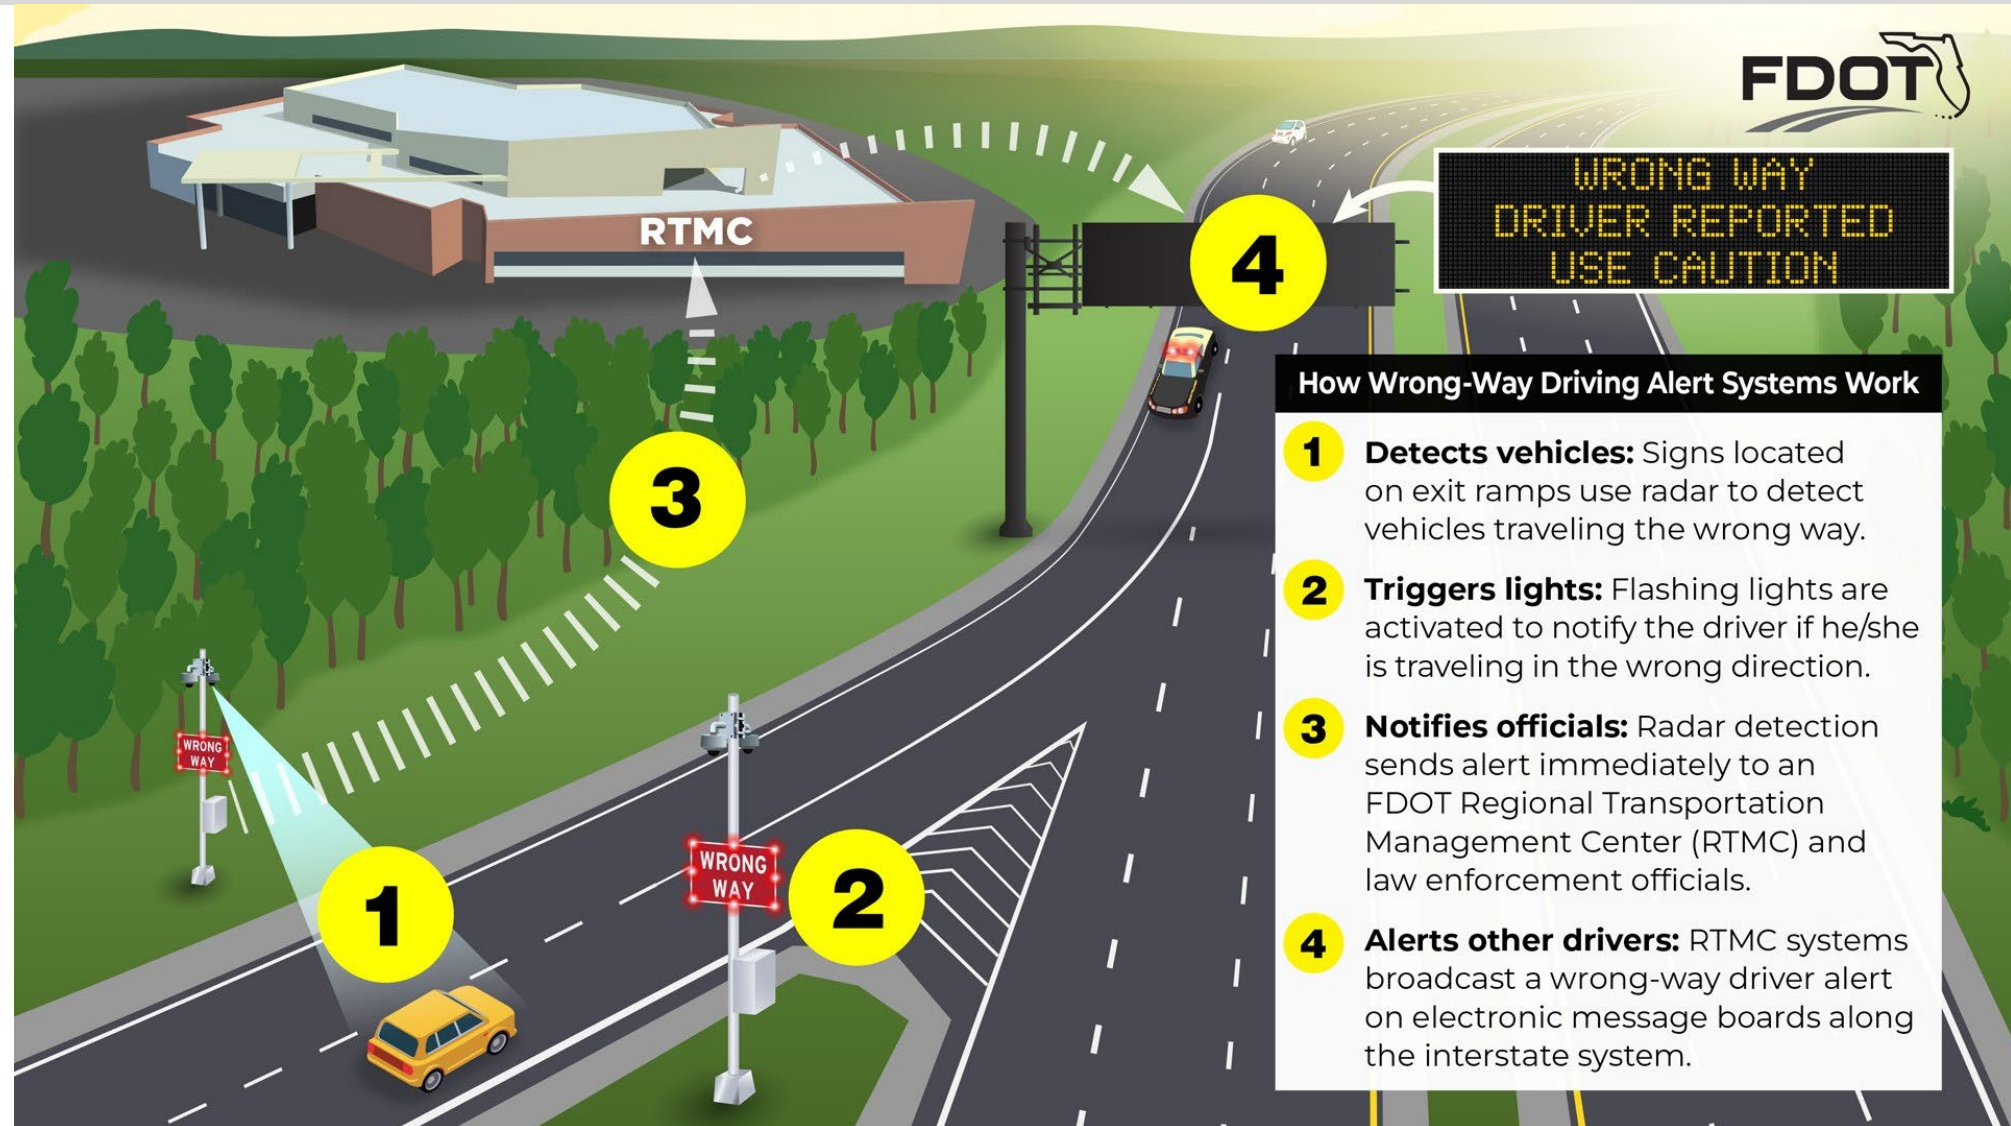 FDOT
RTMC
WRONG WAY
DRIVER REPORTED
USE CAUTION
4
3
WRONG
WAY
1
WRONG
WAY
2
How Wrong-Way Driving Alert Systems Work
1
Detects vehicles: Signs located
on exit ramps use radar to detect
vehicles traveling the wrong way.
2
Triggers lights: Flashing lights are
activated to notify the driver if he/she
is traveling in the wrong direction.
3
Notifies officials: Radar detection
sends alert immediately to an
FDOT Regional Transportation
Management Center (RTMC) and
law enforcement officials.
4
Alerts other drivers: RTMC systems
broadcast a wrong-way driver alert
on electronic message boards along
the interstate system.